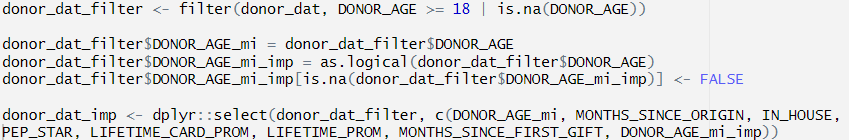 donor_dat_filter <- filter(donor_dat, DONOR_AGE >= 18 | is.na(DONOR_AGE))
donor_dat_filter$DONOR_AGE_mi = donor_dat_filter$DONOR_AGE
donor_dat_filter$DONOR_AGE_mi_imp = as.logical(donor_dat_filter$DONOR_AGE)
donor_dat_filter$DONOR_AGE_mi_imp[is.na(donor_dat_filter$DONOR_AGE_mi_imp)] <- FALSE
donor_dat_imp <- dplyr::select(donor_dat_filter, c(DONOR_AGE_mi, MONTHS_SINCE_ORIGIN, IN_HOUSE,
PEP_STAR, LIFETIME_CARD_PROM, LIFETIME_PROM, MONTHS_SINCE_FIRST_GIFT, DONOR_AGE_mi_imp))